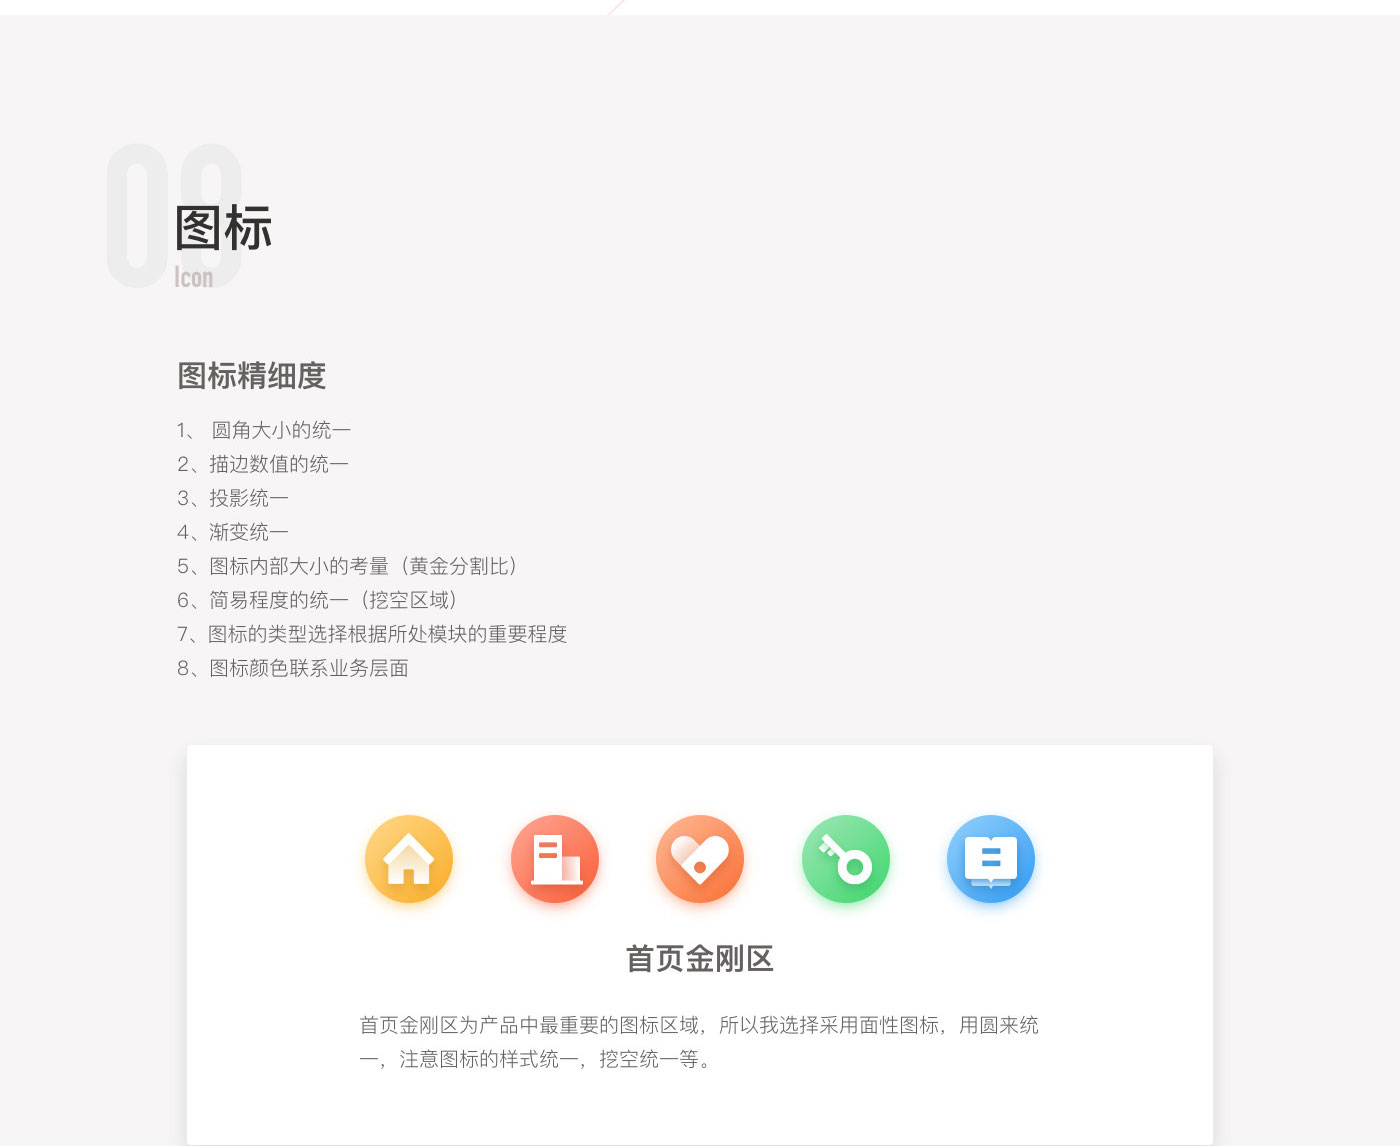 09
图标
Icon
图标精细度
1、 圆角大小的统一
2、描边数值的统一
3、投影统一
4、渐变统一
5、图标内部大小的考量（黄金分割比）
6、简易程度的统一（挖空区域）
7、图标的类型选择根据所处模块的重要程度
8、图标颜色联系业务层面
首页金刚区
首页金刚区为产品中最重要的图标区域，所以我选择采用面性图标，用圆来统
一，注意图标的样式统一，挖空统一等。